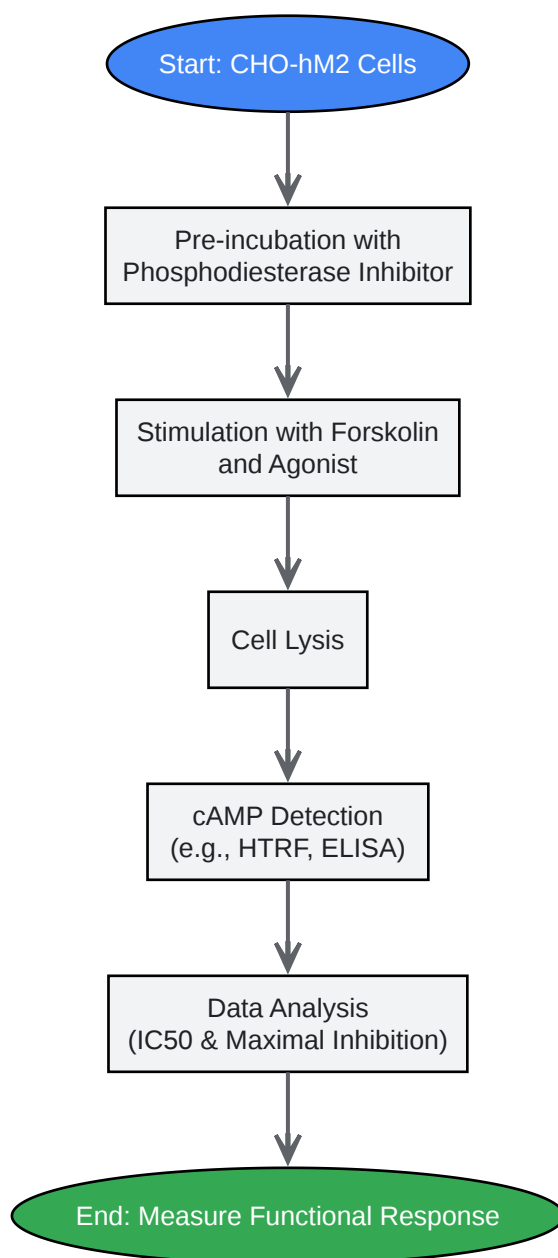 Start: CHO-hM2 Cells
Pre-incubation with
Phosphodiesterase Inhibitor
Stimulation with Forskolin
and Agonist
Cell Lysis
cAMP Detection
(e.g., HTRF, ELISA)
Data Analysis
(IC50 & Maximal Inhibition)
End: Measure Functional Response